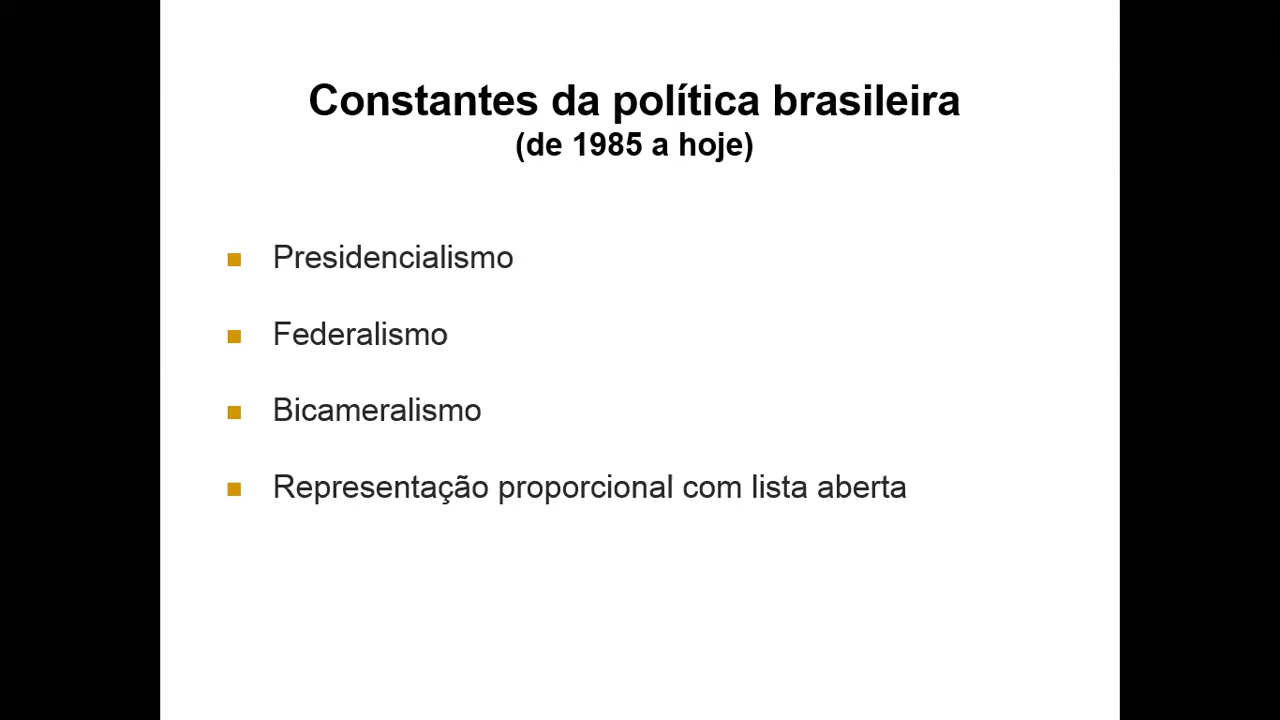 Constantes da política brasileira
(de 1985 a hoje)
Presidencialismo
Federalismo
Bicameralismo
Representação proporcional com lista aberta